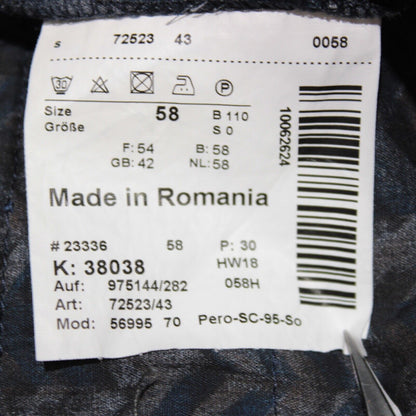 s 72523 43 0058
30 P
Size 58 B 110
Größe S 0
F: 54 B: 58
GB: 42 NL: 58
10062624
Made in Romania
# 23336 58 P: 30
K: 38038 HW18
Auf: 975144/282 058H
Art: 72523/43
Mod: 56995 70 Pero-SC-95-So